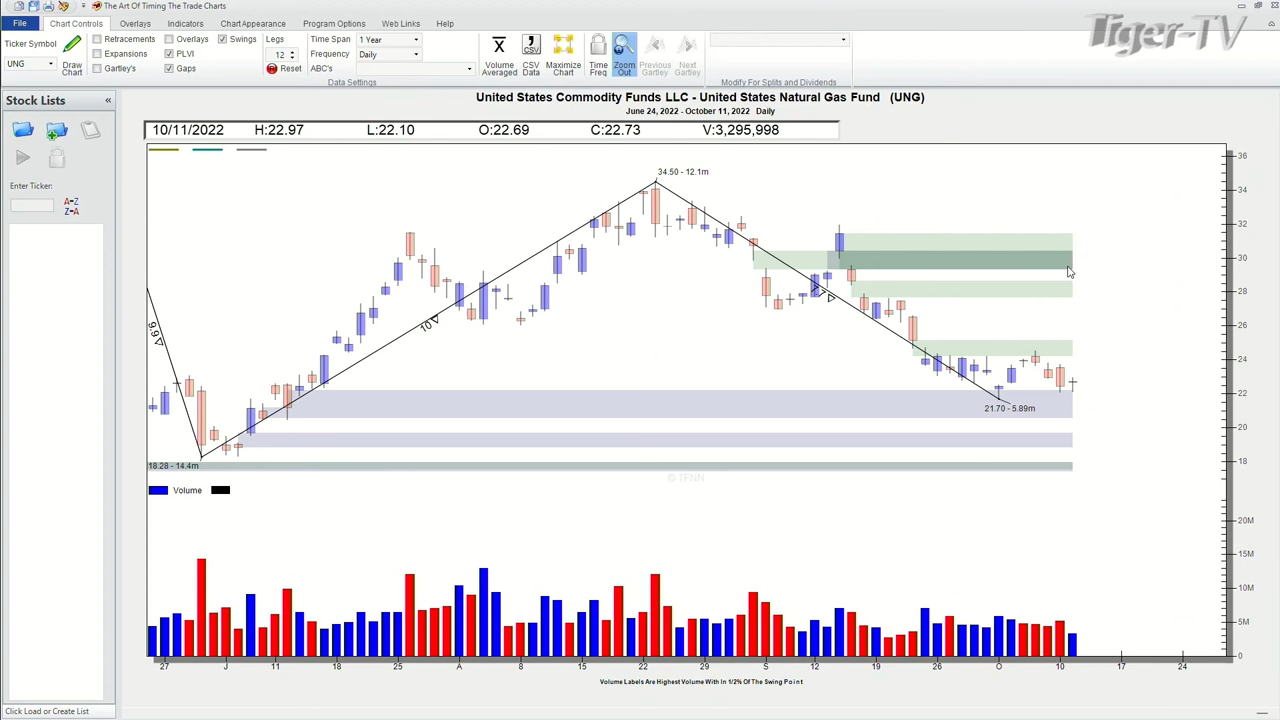 The Art Of Timing The Trade Charts
Tiger-TV
File Chart Controls Overlays Indicators Chart Appearance Program Options Web Links Help
Ticker Symbol
UNG
Draw Chart
Retracements Overlays Swings
Expansions PLVI
Gartley's Gaps
Legs
12
Reset
Time Span 1 Year
Frequency Daily
ABC's
Data Settings
Volume Averaged
CSV Data
Maximize Chart
Time Freq
Zoom Out
Previous Gartley
Next Gartley
Modify For Splits and Dividends
Stock Lists «
Enter Ticker:
A-Z
Z-A
Click Load or Create List
United States Commodity Funds LLC - United States Natural Gas Fund (UNG)
June 24, 2022 - October 11, 2022 Daily
10/11/2022 H:22.97 L:22.10 O:22.69 C:22.73 V:3,295,998
34.50 - 12.1m
9.9
10
7
21.70 - 5.89m
18.28 - 14.4m
© TFNN
36
34
32
30
28
26
24
22
20
18
Volume
20M
15M
10M
5M
0
27 J 11 18 25 A 8 15 22 29 S 12 19 26 O 10 17 24
Volume Labels Are Highest Volume With In 1/2% Of The Swing Point